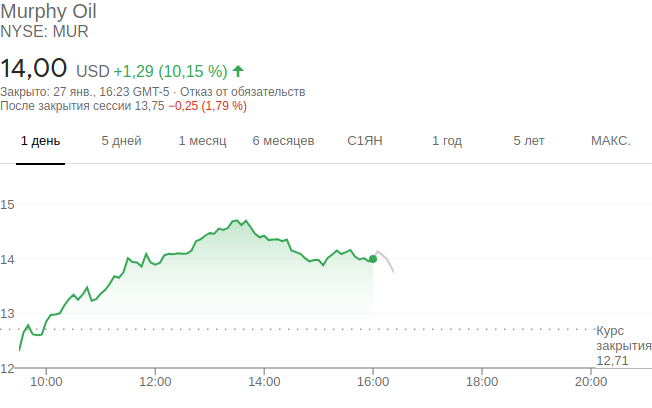 Murphy Oil
NYSE: MUR
14,00 USD +1,29 (10,15 %)
Закрыто: 27 янв., 16:23 GMT-5 · Отказ от обязательств
После закрытия сессии 13,75 −0,25 (1,79 %)
1 день 5 дней 1 месяц 6 месяцев С1ЯН 1 год 5 лет МАКС.
15
14
13
12
Курс
закрытия
12,71
10:00 12:00 14:00 16:00 18:00 20:00